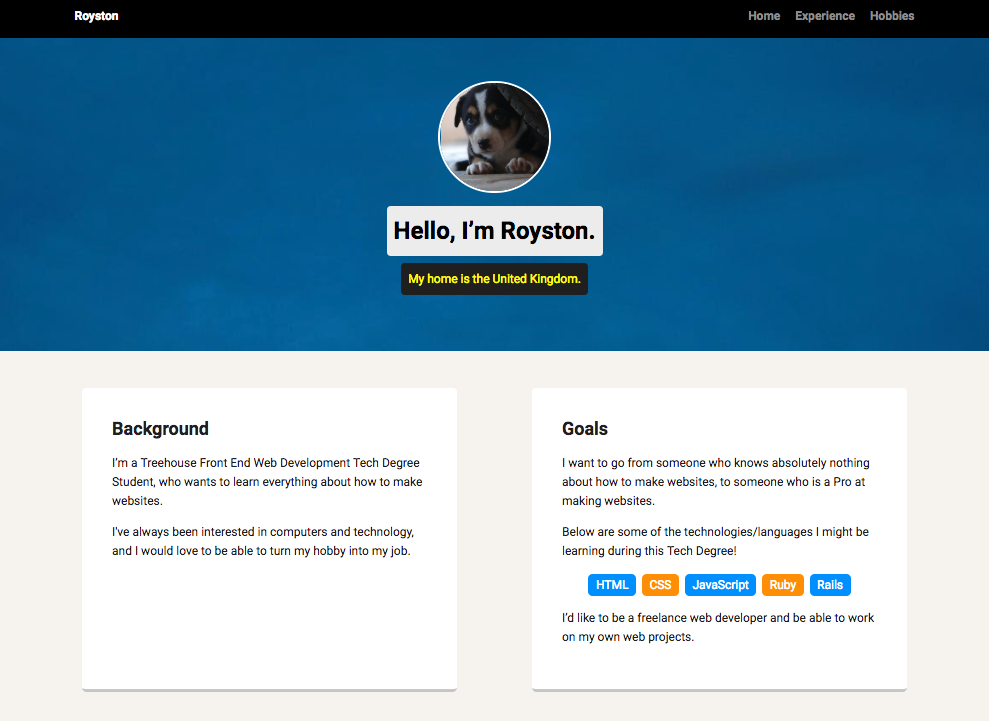 Royston
Home Experience Hobbies
Hello, I’m Royston.
My home is the United Kingdom.
Background
I’m a Treehouse Front End Web Development Tech Degree
Student, who wants to learn everything about how to make
websites.
I’ve always been interested in computers and technology,
and I would love to be able to turn my hobby into my job.
Goals
I want to go from someone who knows absolutely nothing
about how to make websites, to someone who is a Pro at
making websites.
Below are some of the technologies/languages I might be
learning during this Tech Degree!
HTML CSS JavaScript Ruby Rails
I’d like to be a freelance web developer and be able to work
on my own web projects.